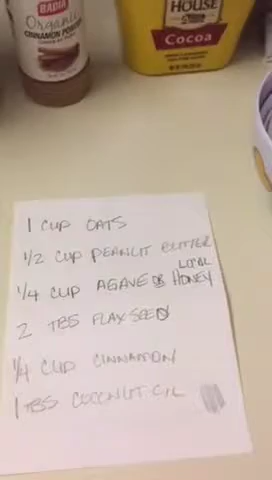 BADIA
Organic
CINNAMON POWDER
HOUSE
Cocoa
1 CUP OATS
1/2 CUP PEANUT BUTTER
LOCAL
1/4 CUP AGAVE OR HONEY
2 TBS FLAXSEED
1/4 CUP CINNAMON
1 TBS COCONUT OIL